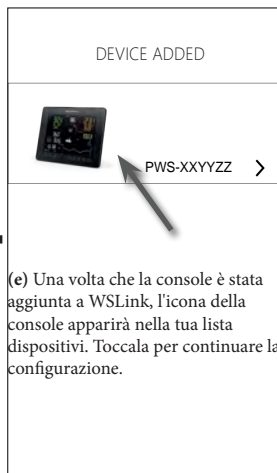 DEVICE ADDED
PWS-XXYYZZ
(e) Una volta che la console è stata
aggiunta a WSLink, l'icona della
console apparirà nella tua lista
dispositivi. Toccala per continuare la
configurazione.